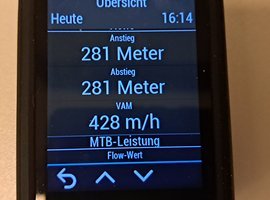 Übersicht
Heute 16:14
Anstieg
281 Meter
Abstieg
281 Meter
VAM
428 m/h
MTB-Leistung
Flow-Wert